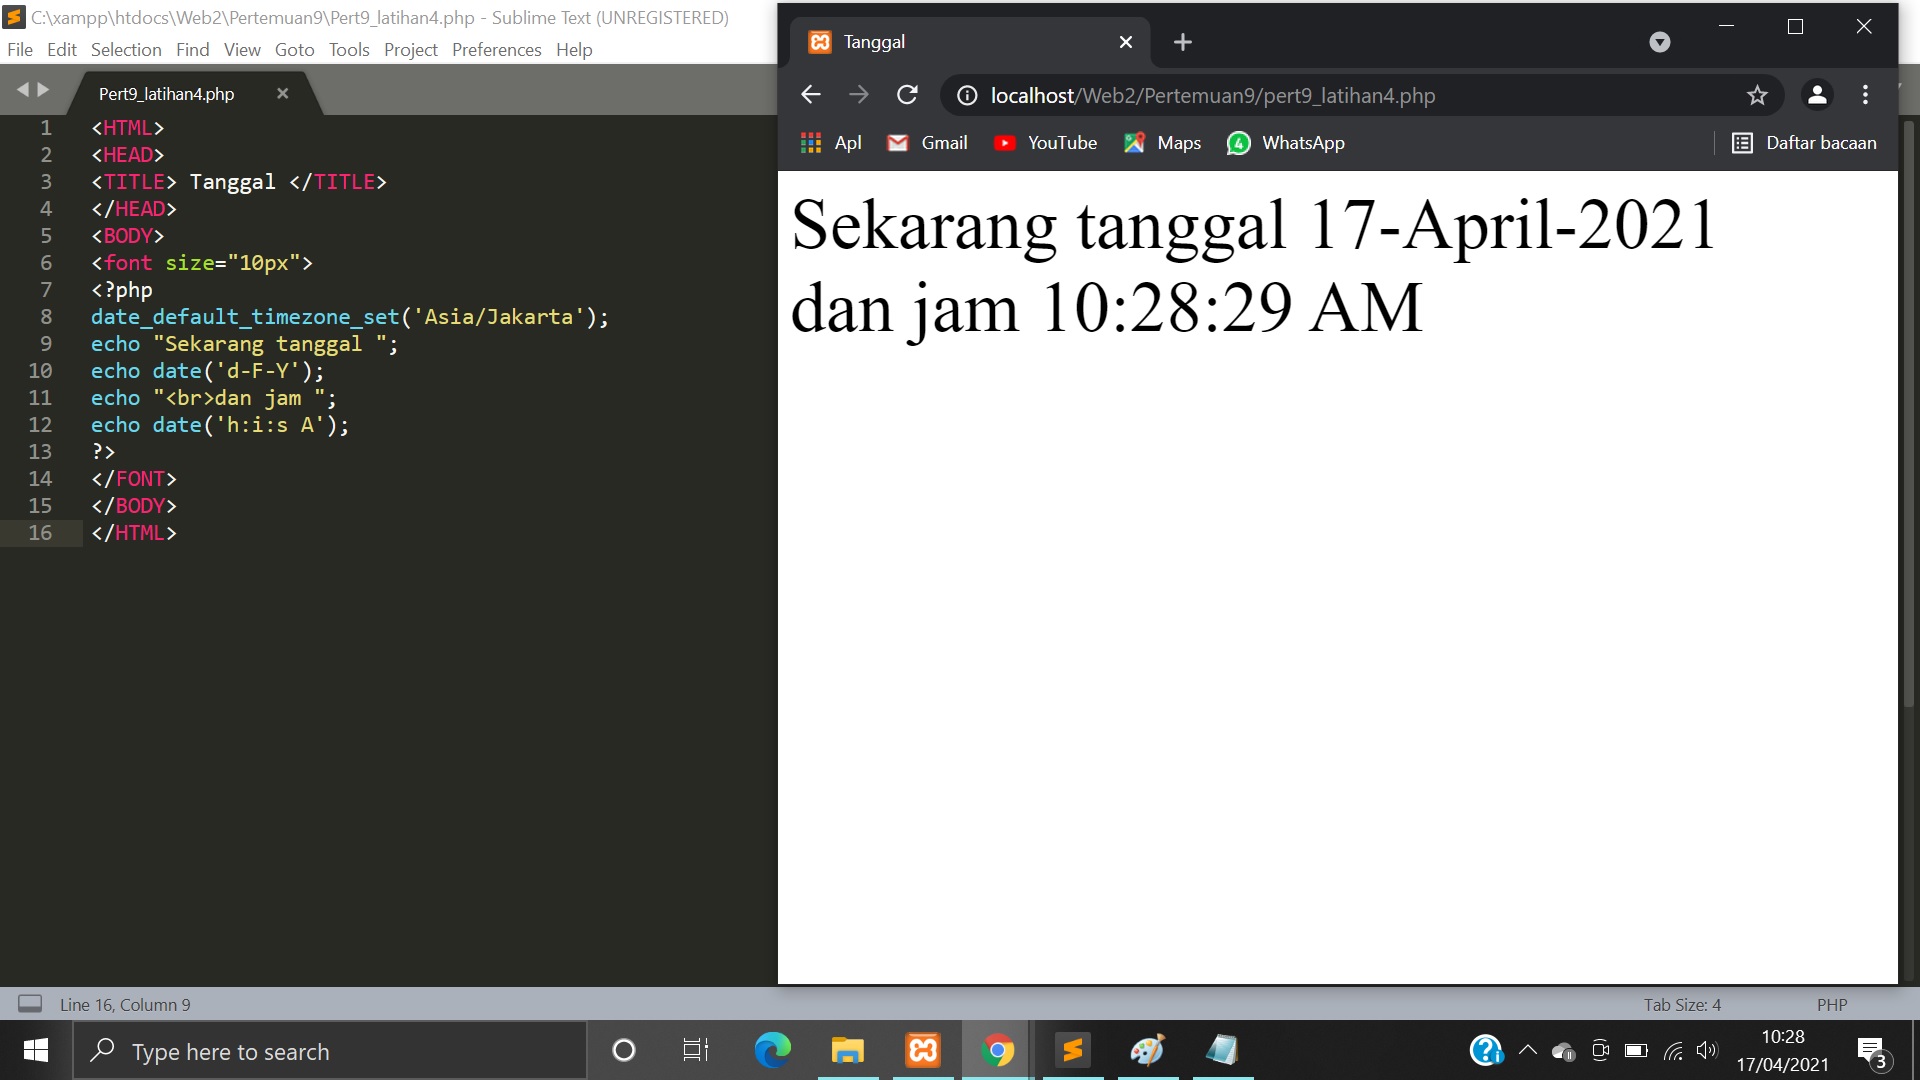 C:\xampp\htdocs\Web2\Pertemuan9\Pert9_latihan4.php - Sublime Text (UNREGISTERED)
File Edit Selection Find View Goto Tools Project Preferences Help
Pert9_latihan4.php
1 <HTML>
2 <HEAD>
3 <TITLE> Tanggal </TITLE>
4 </HEAD>
5 <BODY>
6 <font size="10px">
7 <?php
8 date_default_timezone_set('Asia/Jakarta');
9 echo "Sekarang tanggal ";
10 echo date('d-F-Y');
11 echo "<br>dan jam ";
12 echo date('h:i:s A');
13 ?>
14 </FONT>
15 </BODY>
16 </HTML>
Tanggal
localhost/Web2/Pertemuan9/pert9_latihan4.php
Apl Gmail YouTube Maps 4 WhatsApp Daftar bacaan
Sekarang tanggal 17-April-2021
dan jam 10:28:29 AM
Line 16, Column 9 Tab Size: 4 PHP
Type here to search
10:28
17/04/2021
3